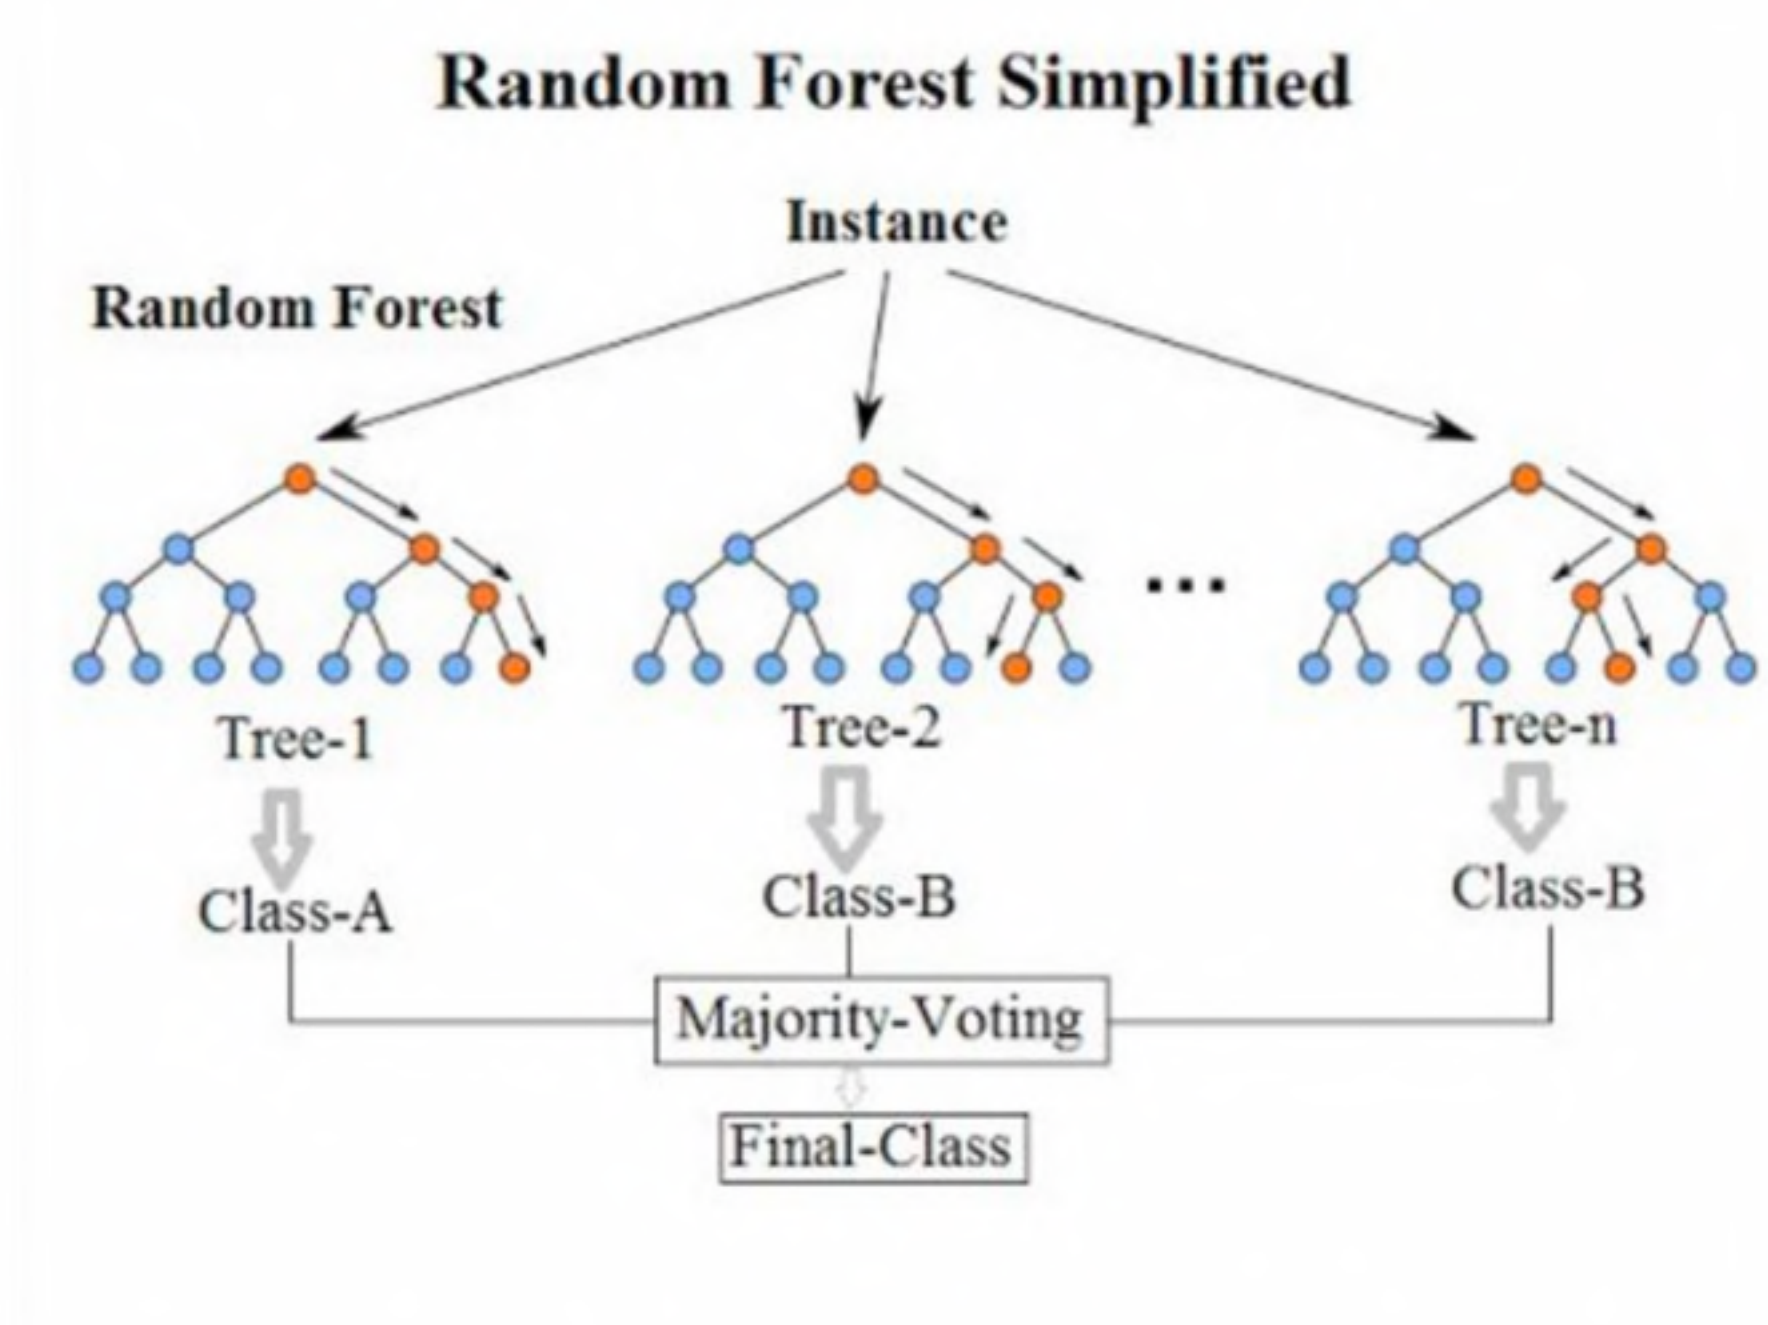 Random Forest Simplified
Instance
Random Forest
...
Tree-1
Tree-2
Tree-n
Class-A
Class-B
Class-B
Majority-Voting
Final-Class